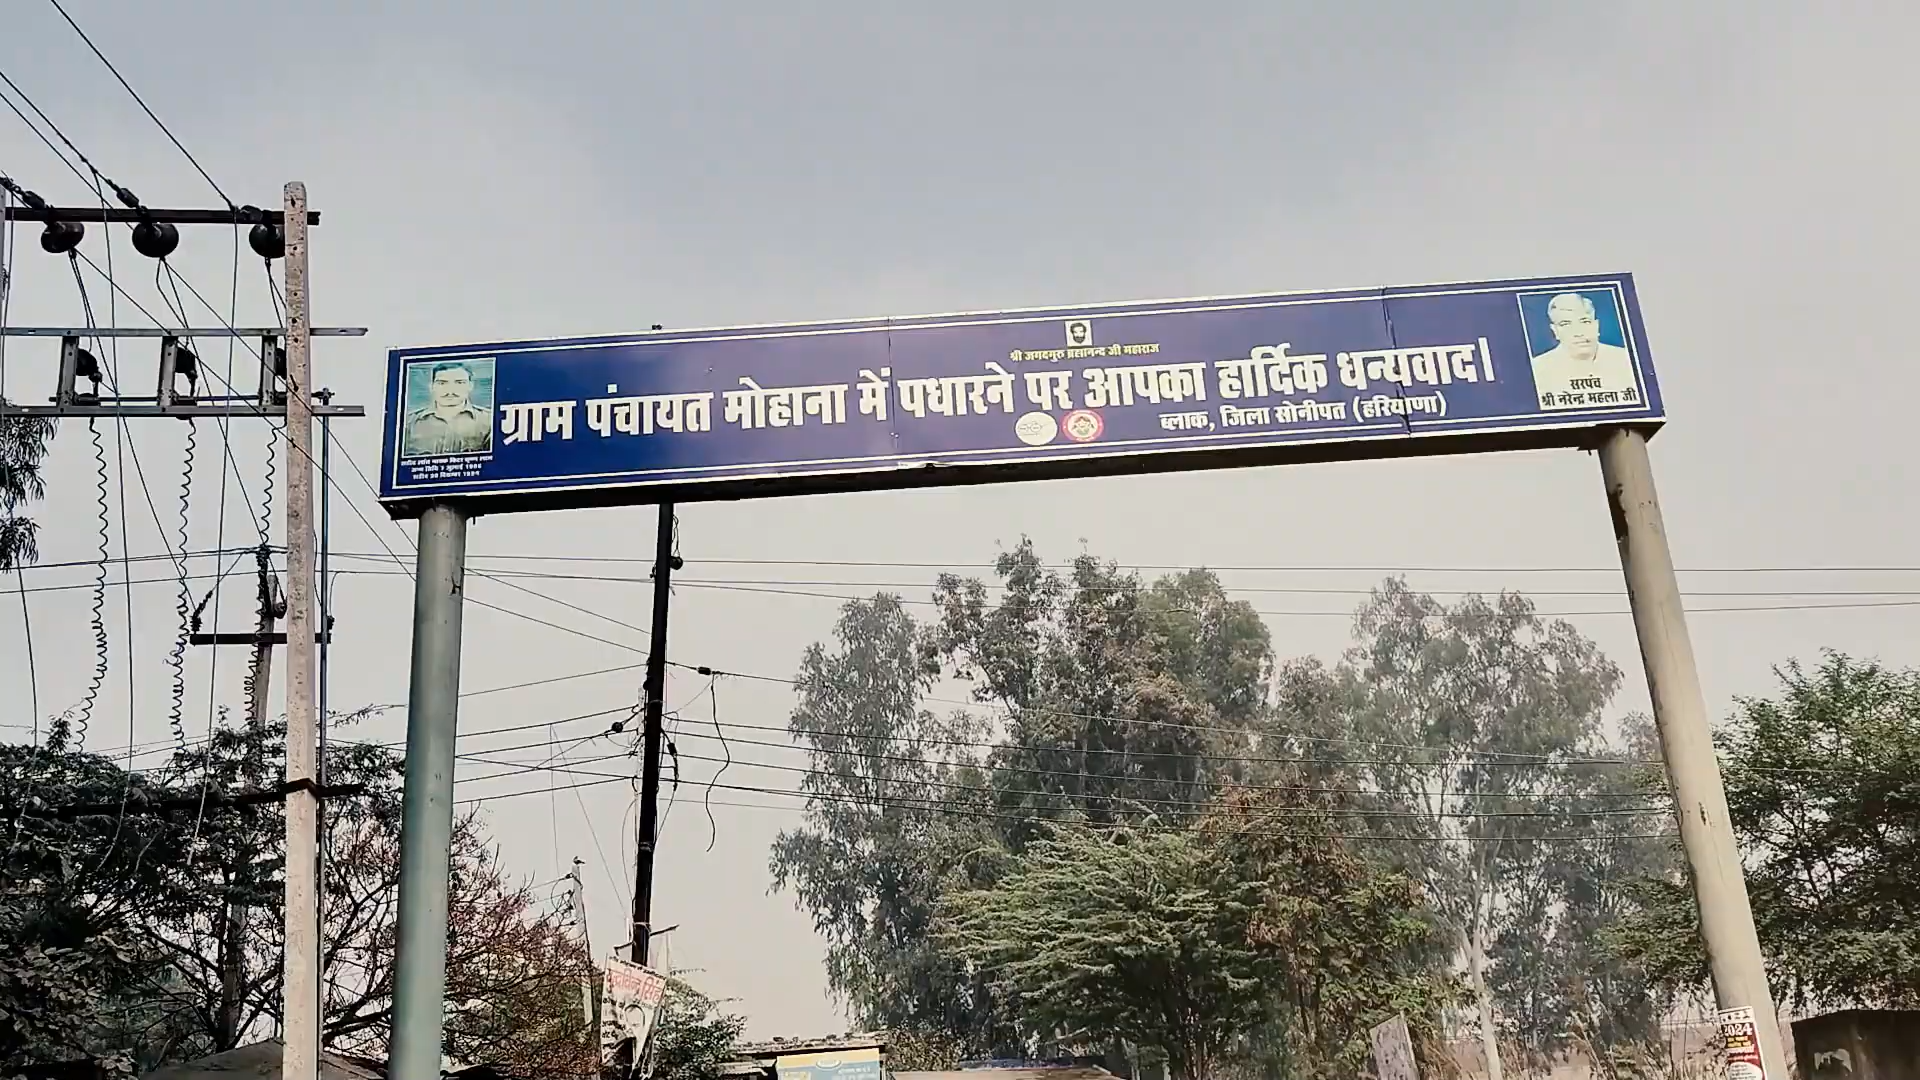 श्री जगदगुरु ब्रह्मानन्द जी महाराज
ग्राम पंचायत मोहाना में पधारने पर आपका हार्दिक धन्यवाद।
ब्लाक, जिला सोनीपत (हरियाणा)
सरपंच
श्री नरेन्द्र महला जी
2024